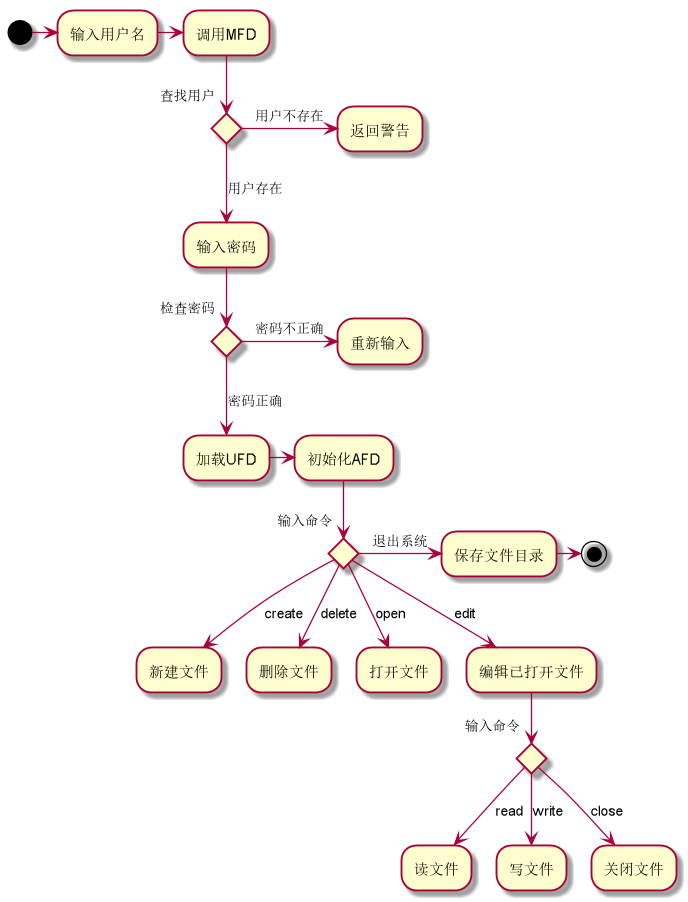 输入用户名
调用MFD
查找用户
用户不存在
返回警告
用户存在
输入密码
检查密码
密码不正确
重新输入
密码正确
加载UFD
初始化AFD
输入命令
退出系统
保存文件目录
create
delete
open
edit
新建文件
删除文件
打开文件
编辑已打开文件
输入命令
read
write
close
读文件
写文件
关闭文件